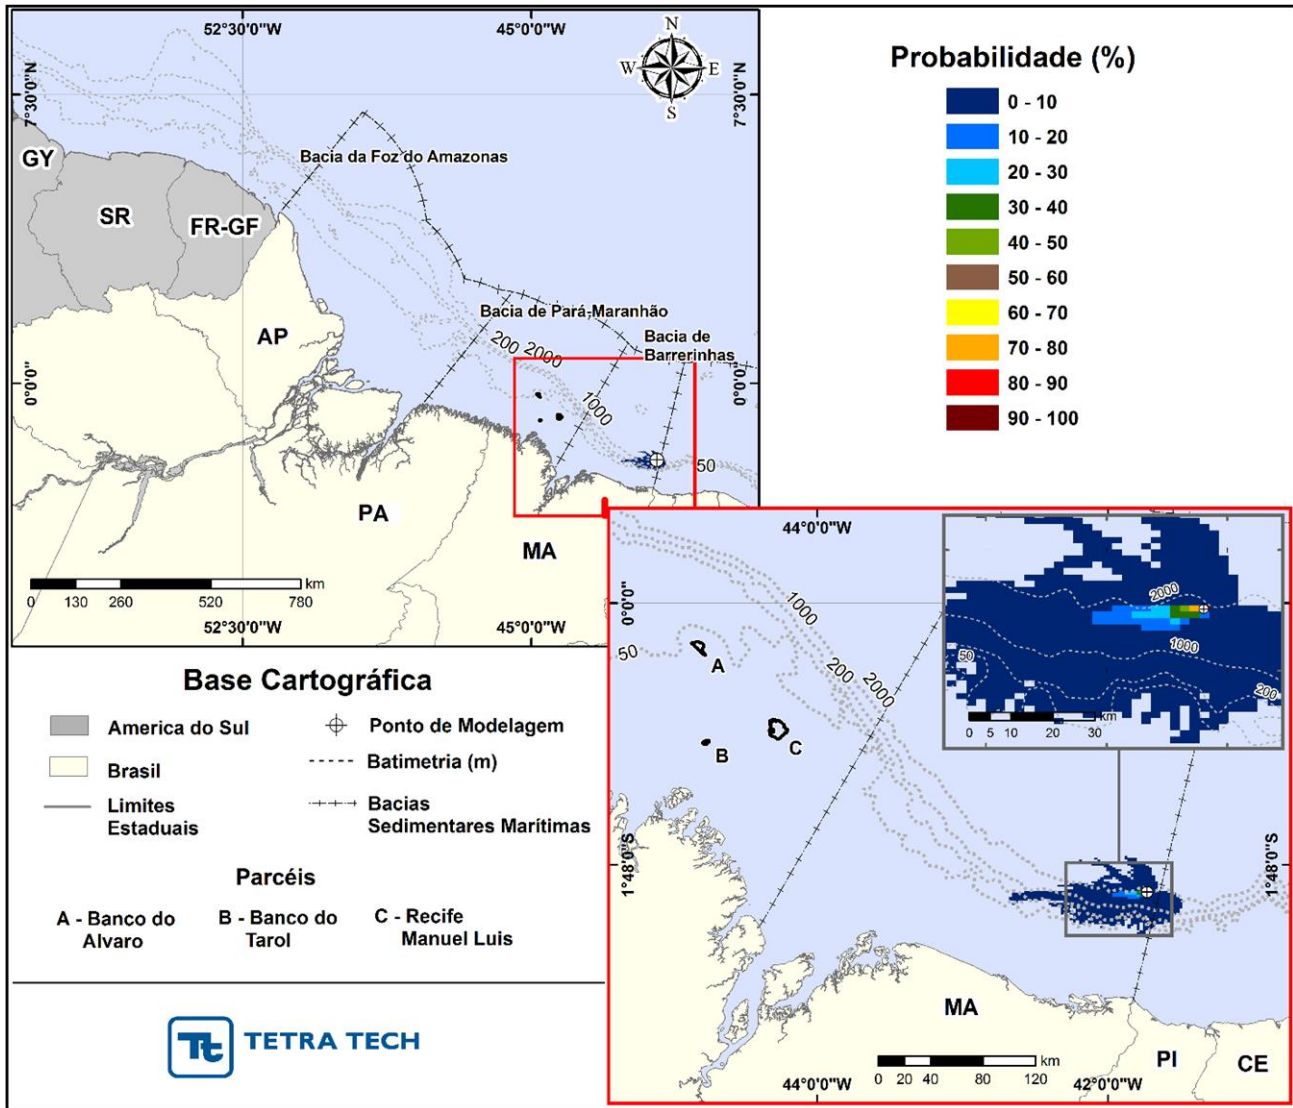 52°30'0"W
45°0'0"W
N
W
E
S
7°30'0"N
7°30'0"N
GY
SR
FR-GF
Bacia da Foz do Amazonas
AP
Bacia de Pará-Maranhão
Bacia de
Barrerinhas
200
2000
1000
50
0°0'0"
0°0'0"
PA
MA
km
0 130 260 520 780
52°30'0"W
45°0'0"W
Probabilidade (%)
0 - 10
10 - 20
20 - 30
30 - 40
40 - 50
50 - 60
60 - 70
70 - 80
80 - 90
90 - 100
Base Cartográfica
America do Sul
Ponto de Modelagem
Brasil
Batimetria (m)
Limites
Estaduais
Bacias
Sedimentares Marítimas
Parcéis
A - Banco do
Alvaro
B - Banco do
Tarol
C - Recife
Manuel Luis
Tt
TETRA TECH
44°0'0"W
0°0'0"
50
1000
200
2000
A
B
C
2000
1000
50
200
km
0 5 10 20 30
1°48'0"S
1°48'0"S
MA
PI
CE
km
0 20 40 80 120
44°0'0"W
42°0'0"W